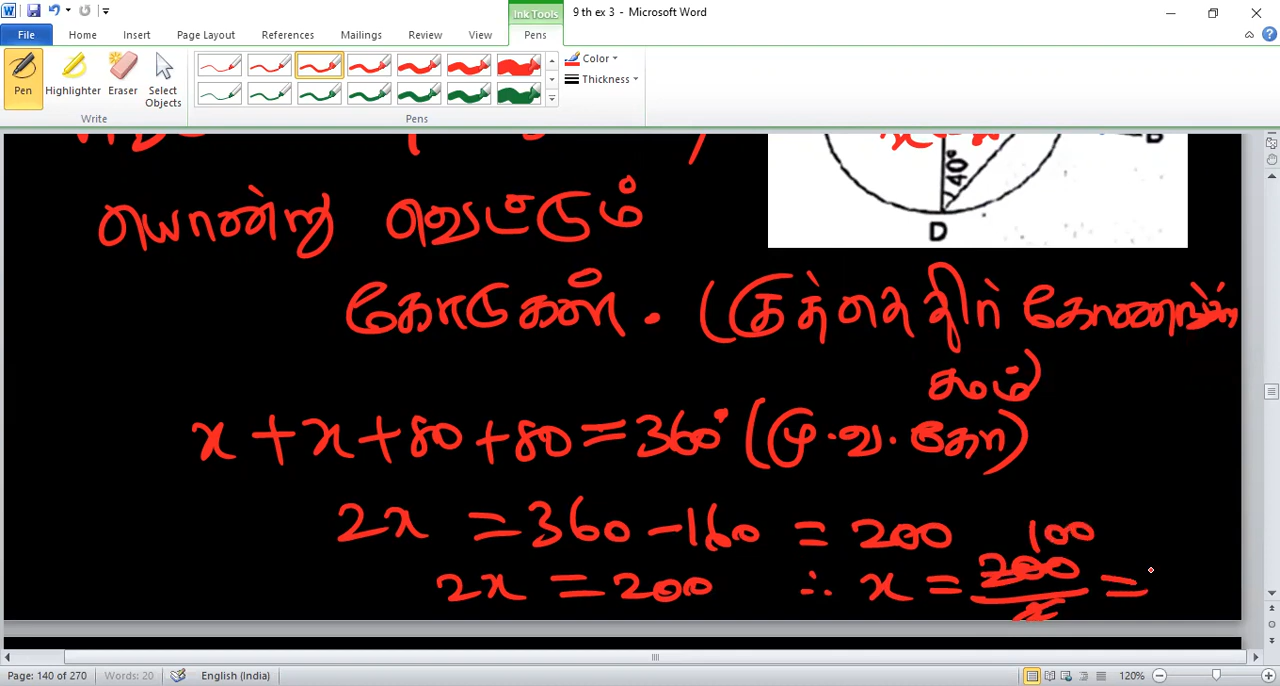 9 th ex 3 - Microsoft Word
Ink Tools
File Home Insert Page Layout References Mailings Review View Pens
Pen Highlighter Eraser Select Objects
Color
Thickness
Write Pens
40°
D
B
யொன்று வெட்டும்
கோடுகள். (குத்தெதிர் கோணங்கள்
சமம்)
x + x + 80 + 80 = 360° (மு.வ.கோ)
2x = 360 - 160 = 200 100
2x = 200 ∴ x = 200/2 =
Page: 140 of 270 Words: 20 English (India) 120%